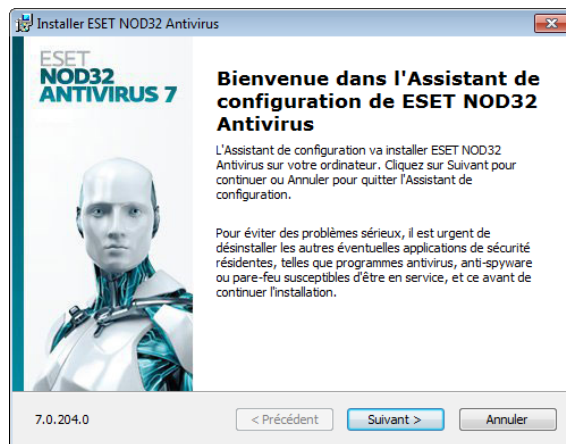 Installer ESET NOD32 Antivirus
ESET
NOD32
ANTIVIRUS 7
Bienvenue dans l'Assistant de
configuration de ESET NOD32
Antivirus
L'Assistant de configuration va installer ESET NOD32
Antivirus sur votre ordinateur. Cliquez sur Suivant pour
continuer ou Annuler pour quitter l'Assistant de
configuration.
Pour éviter des problèmes sérieux, il est urgent de
désinstaller les autres éventuelles applications de sécurité
résidentes, telles que programmes antivirus, anti-spyware
ou pare-feu susceptibles d'être en service, et ce avant de
continuer l'installation.
7.0.204.0
< Précédent
Suivant >
Annuler